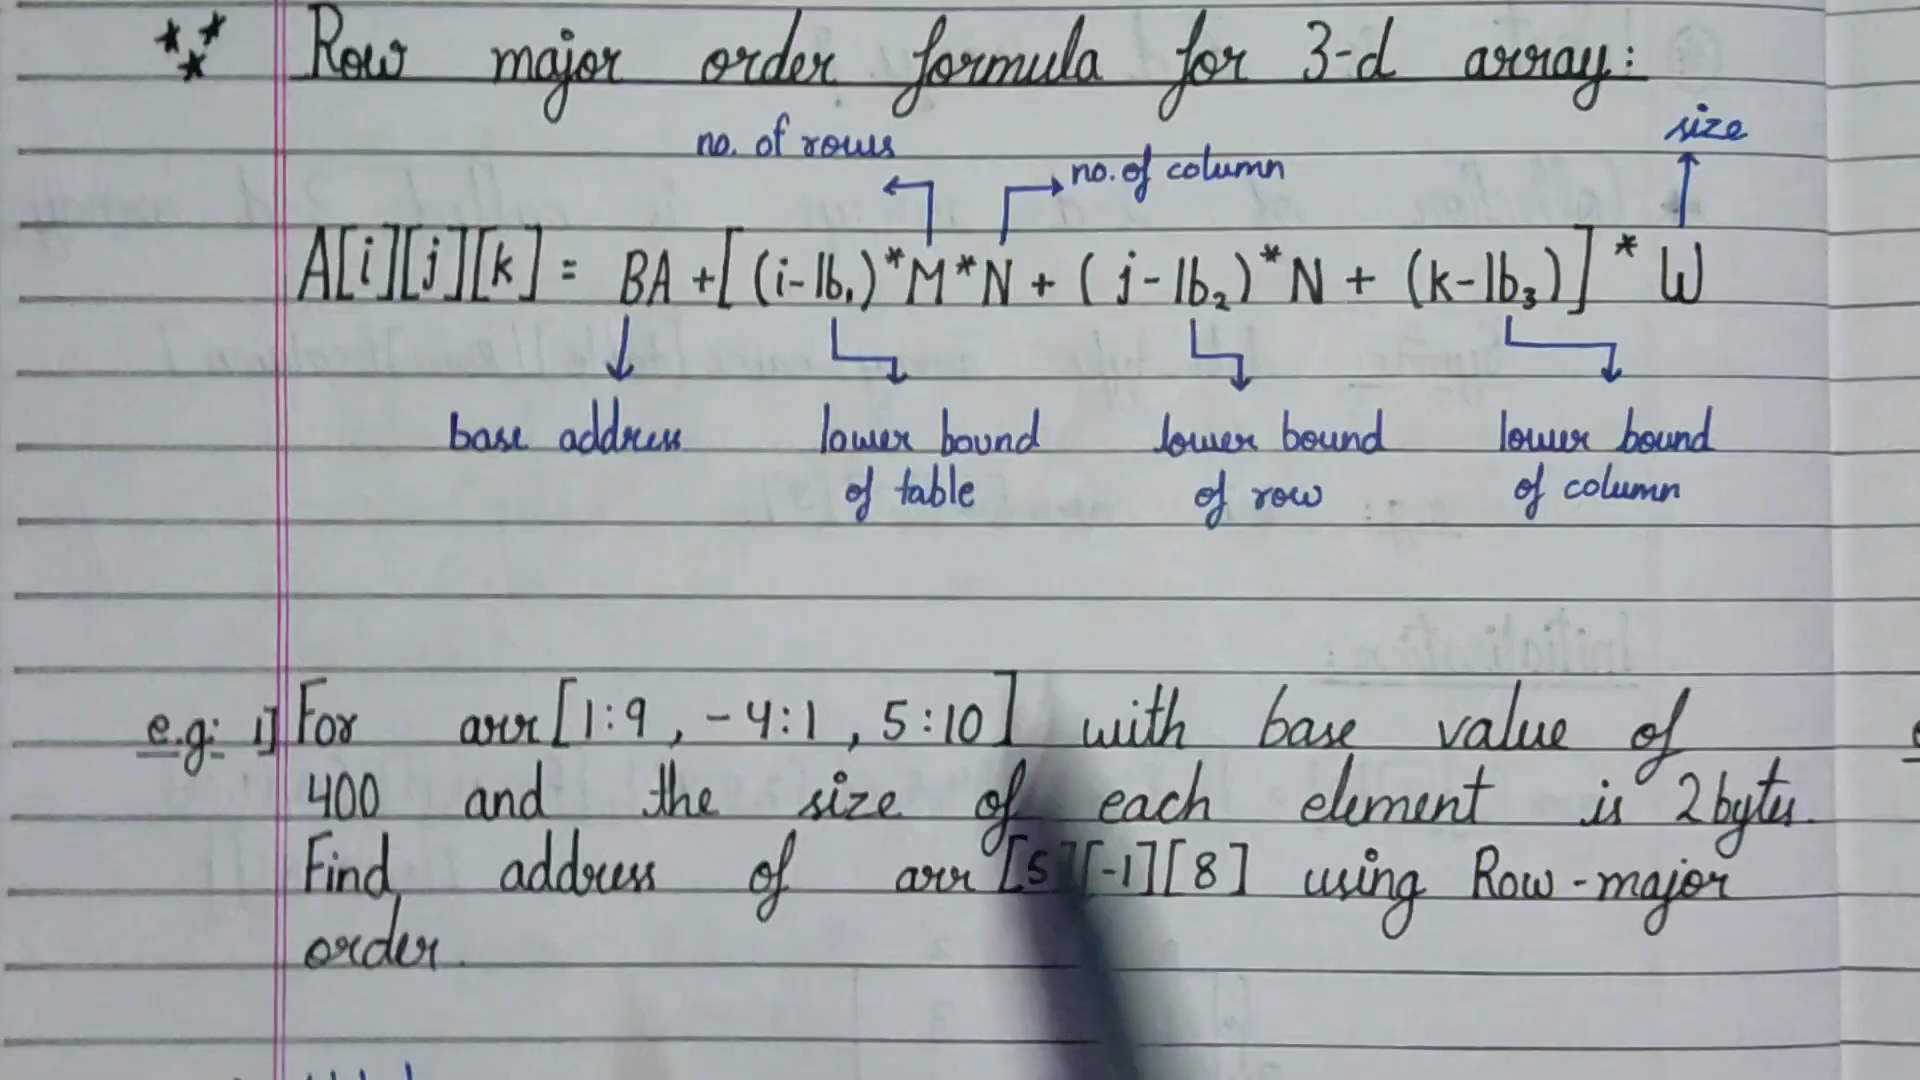 Row major order formula for 3-d array:
no. of rows
no. of column
size
A[i][j][k] = BA + [(i-lb₁)*M*N + (j-lb₂)*N + (k-lb₃)] * W
base address
lower bound of table
lower bound of row
lower bound of column
e.g: 1] For arr[1:9, -4:1, 5:10] with base value of
400 and the size of each element is 2bytes.
Find address of arr[5][-1][8] using Row-major
order.